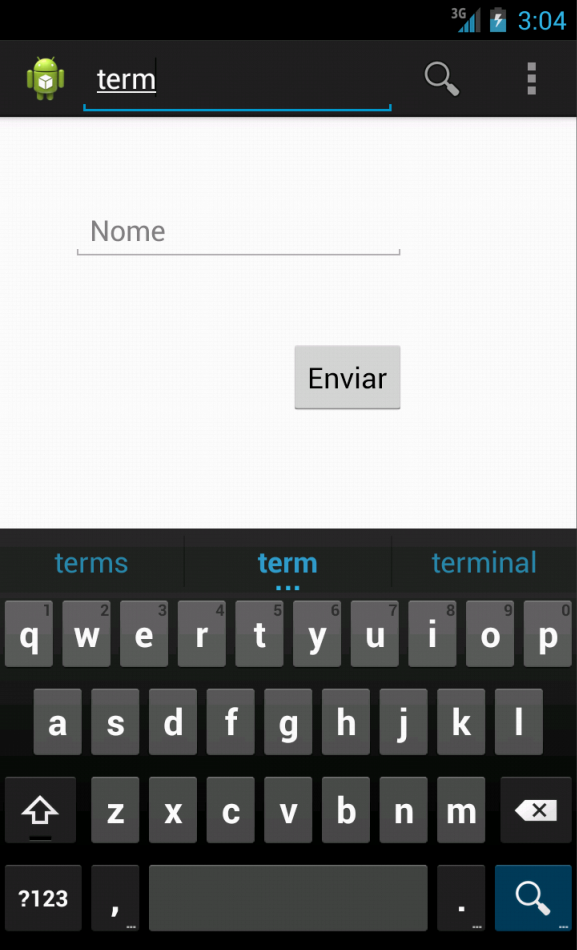 3G 3:04
term
Nome
Enviar
terms term terminal
1 2 3 4 5 6 7 8 9 0
q w e r t y u i o p
a s d f g h j k l
z x c v b n m
?123 , ... . ...